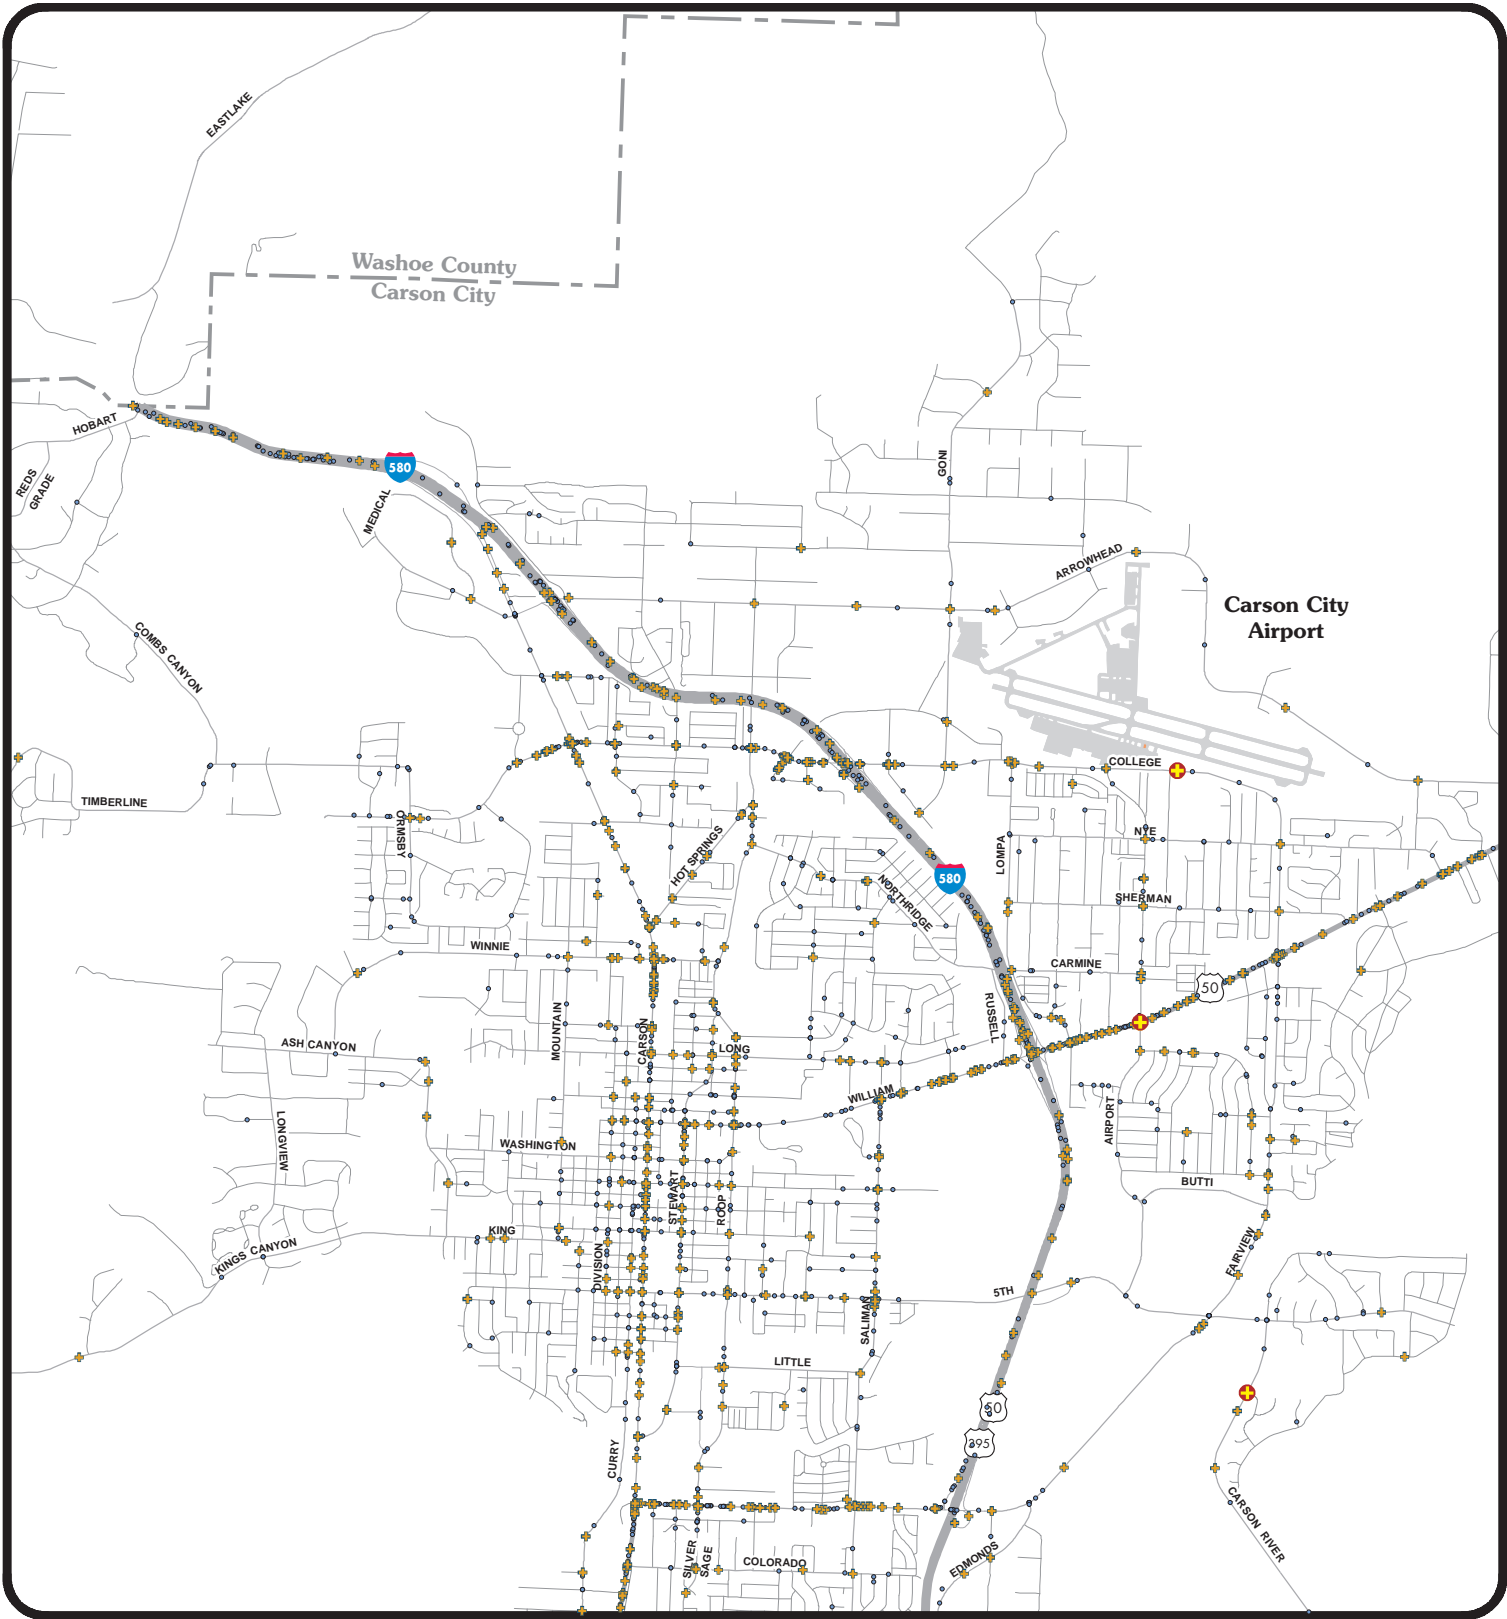 EASTLAKE
Washoe County
Carson City
HOBART
REDS
GRADE
580
MEDICAL
GONI
ARROWHEAD
Carson City
Airport
COMBS CANYON
COLLEGE
TIMBERLINE
ORMSBY
HOT SPRINGS
NYE
LOMPA
580
NORTHRIDGE
SHERMAN
WINNIE
CARMINE
50
RUSSELL
MOUNTAIN
CARSON
ASH CANYON
LONG
WILLIAM
AIRPORT
LONGVIEW
WASHINGTON
STEWART
ROOP
BUTTI
KING
KINGS CANYON
DIVISION
FAIRVIEW
5TH
SALIMAN
LITTLE
50
395
CURRY
CARSON RIVER
SILVER
SAGE
COLORADO
EDMONDS